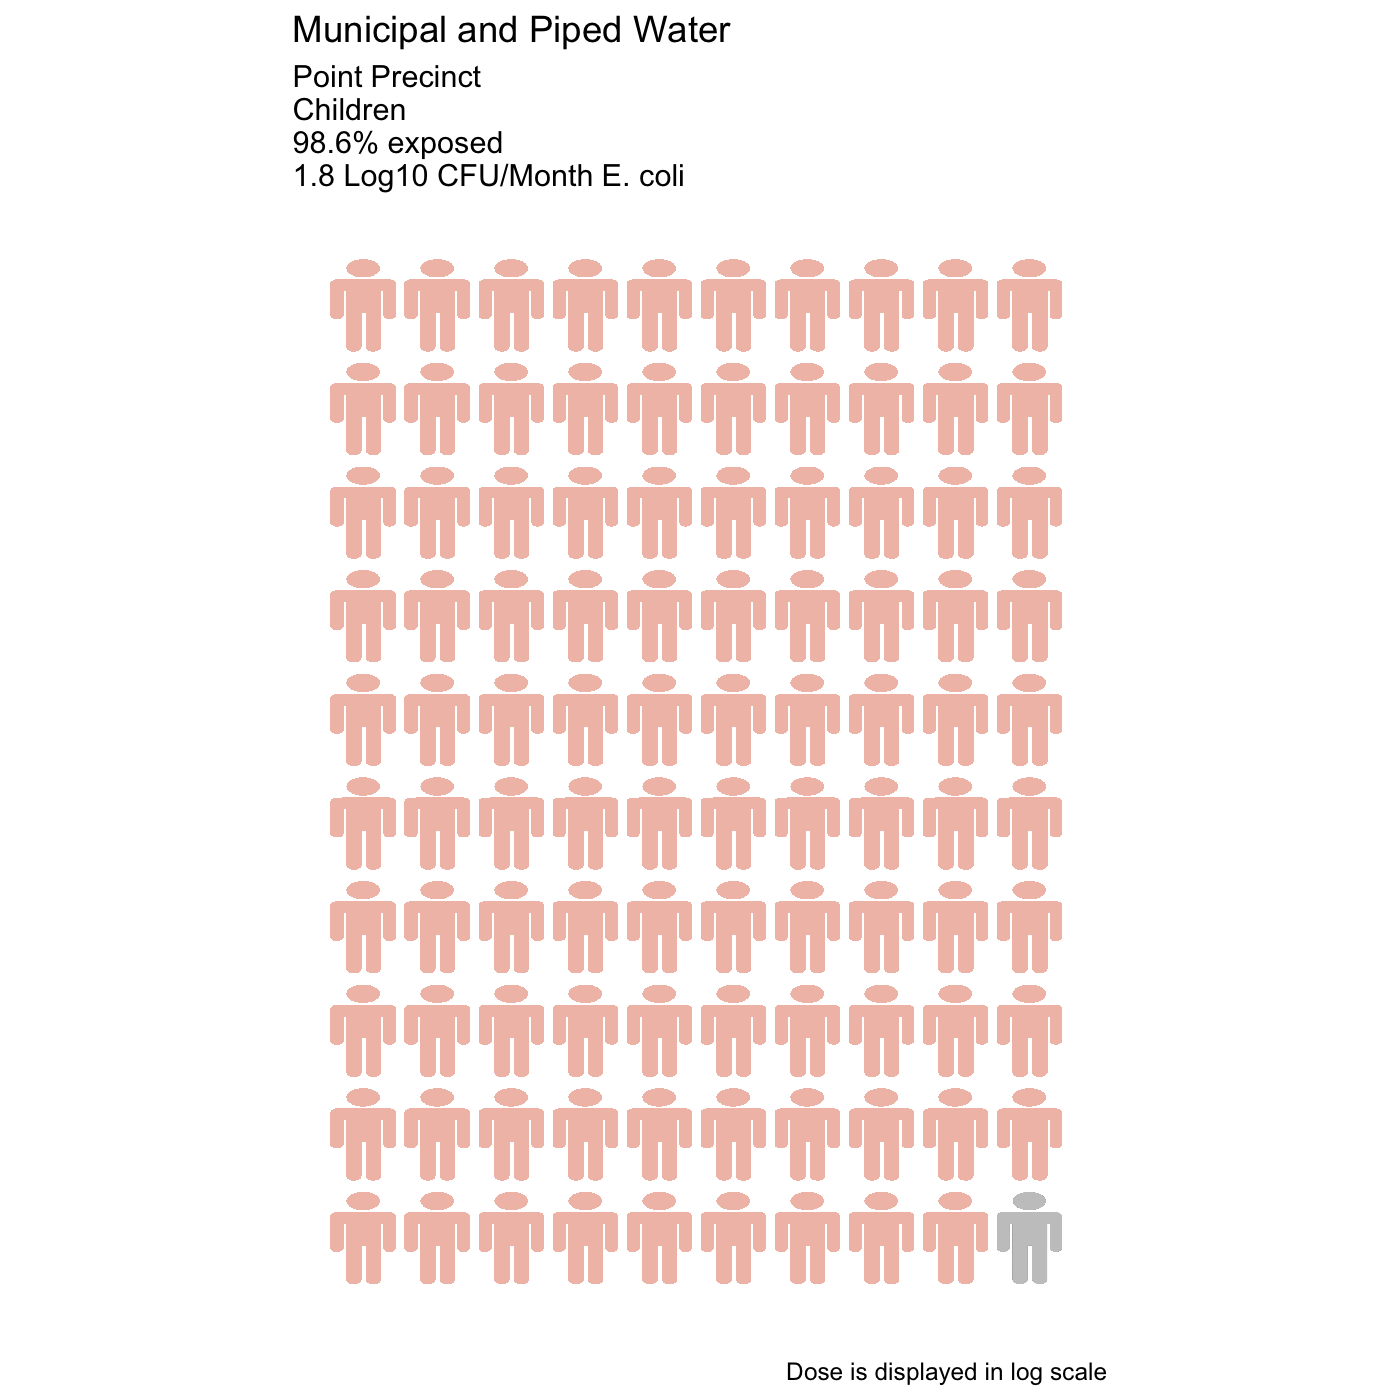 Municipal and Piped Water
Point Precinct
Children
98.6% exposed
1.8 Log10 CFU/Month E. coli
Dose is displayed in log scale